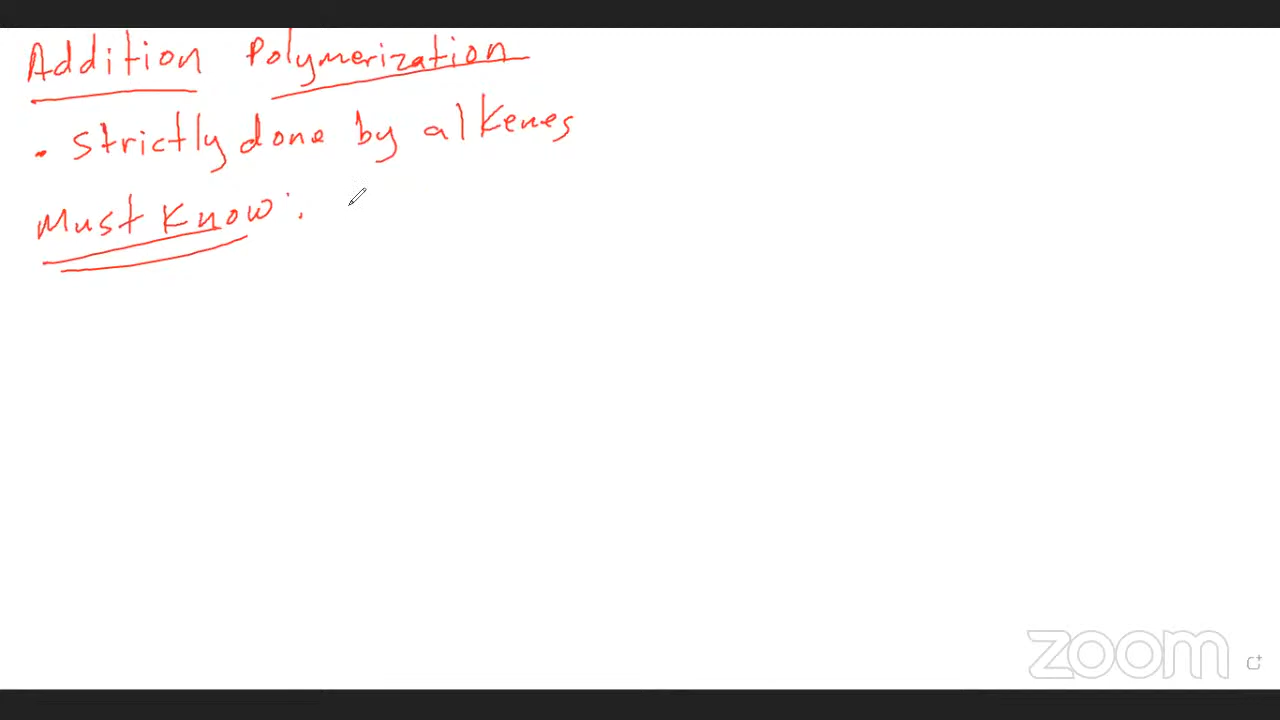 Addition Polymerization
• strictly done by alkenes
Must Know:
zoom